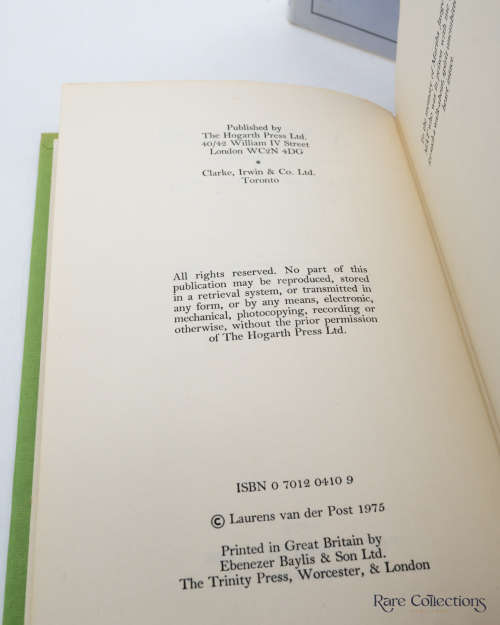 Published by
The Hogarth Press Ltd.
40/42 William IV Street
London WC2N 4DG
*
Clarke, Irwin & Co. Ltd.
Toronto
All rights reserved. No part of this
publication may be reproduced, stored
in a retrieval system, or transmitted in
any form, or by any means, electronic,
mechanical, photocopying, recording or
otherwise, without the prior permission
of The Hogarth Press Ltd.
ISBN 0 7012 0410 9
© Laurens van der Post 1975
Printed in Great Britain by
Ebenezer Baylis & Son Ltd.
The Trinity Press, Worcester, & London
Rare Collections